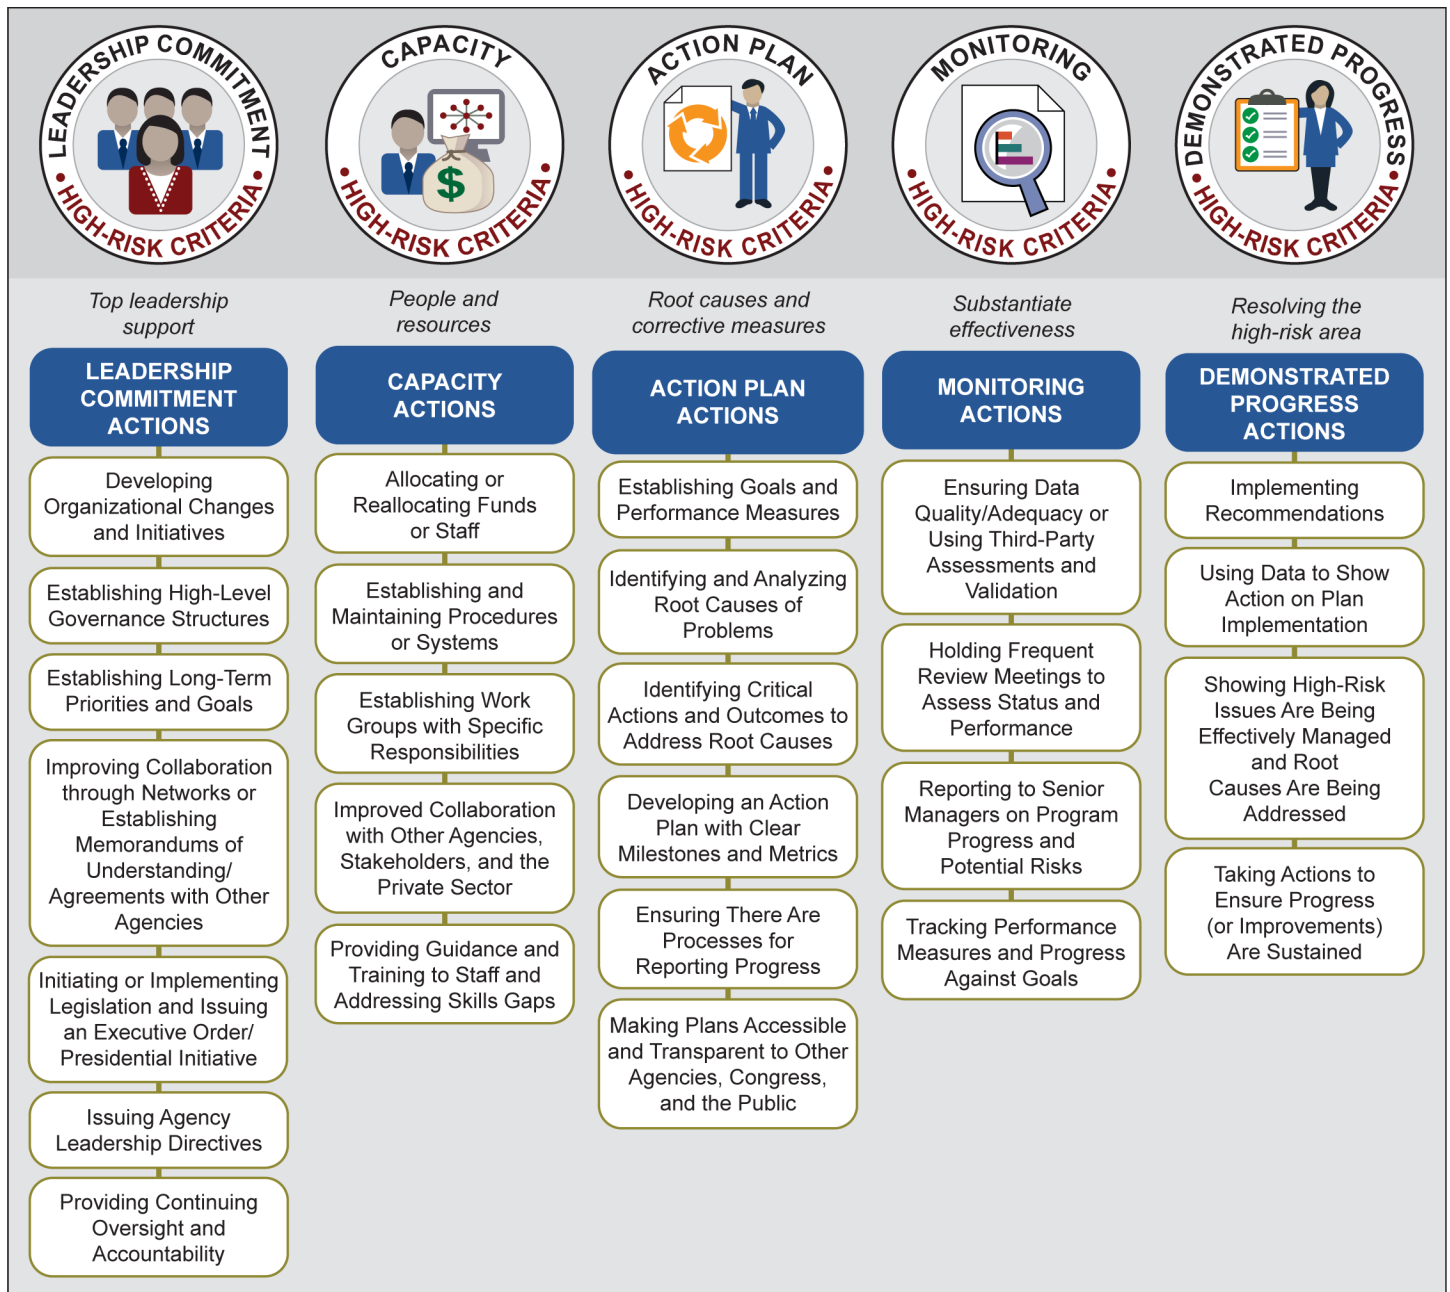 LEADERSHIP COMMITMENT
• HIGH-RISK CRITERIA •
CAPACITY
• HIGH-RISK CRITERIA •
ACTION PLAN
• HIGH-RISK CRITERIA •
MONITORING
• HIGH-RISK CRITERIA •
DEMONSTRATED PROGRESS
• HIGH-RISK CRITERIA •
$
Top leadership
support
LEADERSHIP
COMMITMENT
ACTIONS
Developing
Organizational Changes
and Initiatives
Establishing High-Level
Governance Structures
Establishing Long-Term
Priorities and Goals
Improving Collaboration
through Networks or
Establishing
Memorandums of
Understanding/
Agreements with Other
Agencies
Initiating or Implementing
Legislation and Issuing
an Executive Order/
Presidential Initiative
Issuing Agency
Leadership Directives
Providing Continuing
Oversight and
Accountability
People and
resources
CAPACITY
ACTIONS
Allocating or
Reallocating Funds
or Staff
Establishing and
Maintaining Procedures
or Systems
Establishing Work
Groups with Specific
Responsibilities
Improved Collaboration
with Other Agencies,
Stakeholders, and the
Private Sector
Providing Guidance and
Training to Staff and
Addressing Skills Gaps
Root causes and
corrective measures
ACTION PLAN
ACTIONS
Establishing Goals and
Performance Measures
Identifying and Analyzing
Root Causes of
Problems
Identifying Critical
Actions and Outcomes to
Address Root Causes
Developing an Action
Plan with Clear
Milestones and Metrics
Ensuring There Are
Processes for
Reporting Progress
Making Plans Accessible
and Transparent to Other
Agencies, Congress,
and the Public
Substantiate
effectiveness
MONITORING
ACTIONS
Ensuring Data
Quality/Adequacy or
Using Third-Party
Assessments and
Validation
Holding Frequent
Review Meetings to
Assess Status and
Performance
Reporting to Senior
Managers on Program
Progress and
Potential Risks
Tracking Performance
Measures and Progress
Against Goals
Resolving the
high-risk area
DEMONSTRATED
PROGRESS
ACTIONS
Implementing
Recommendations
Using Data to Show
Action on Plan
Implementation
Showing High-Risk
Issues Are Being
Effectively Managed
and Root
Causes Are Being
Addressed
Taking Actions to
Ensure Progress
(or Improvements)
Are Sustained